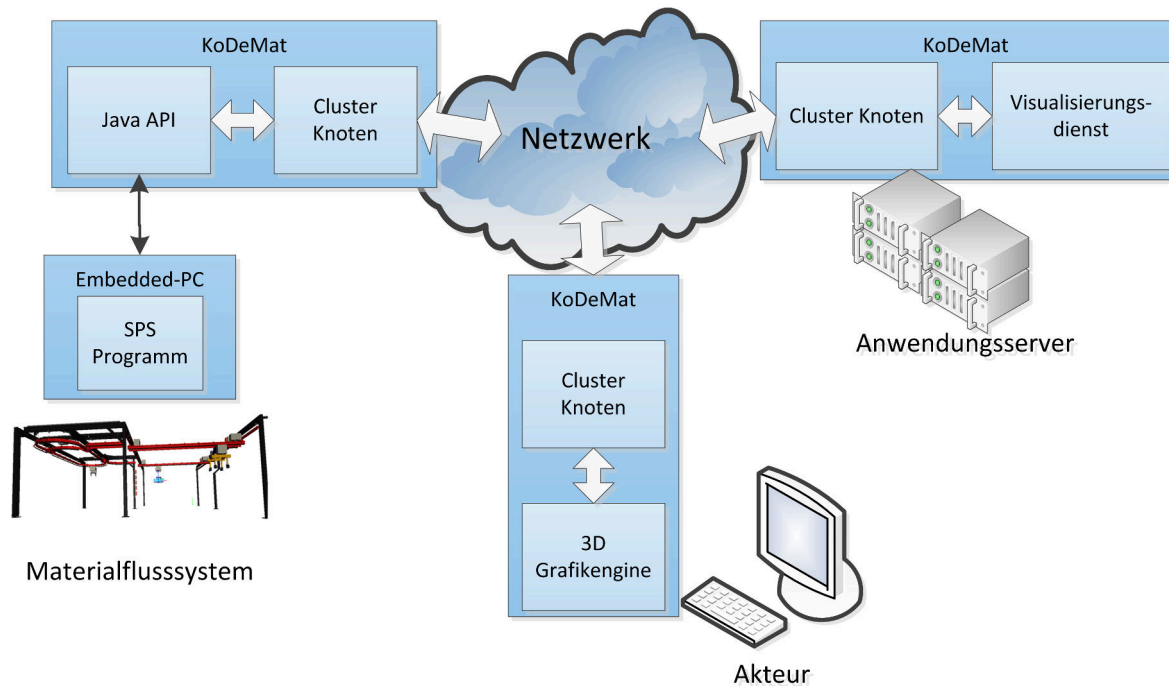 KoDeMat
Java API
Cluster
Knoten
Embedded-PC
SPS
Programm
Materialflusssystem
Netzwerk
KoDeMat
Cluster Knoten
Visualisierungs-
dienst
Anwendungsserver
KoDeMat
Cluster
Knoten
3D
Grafikengine
Akteur